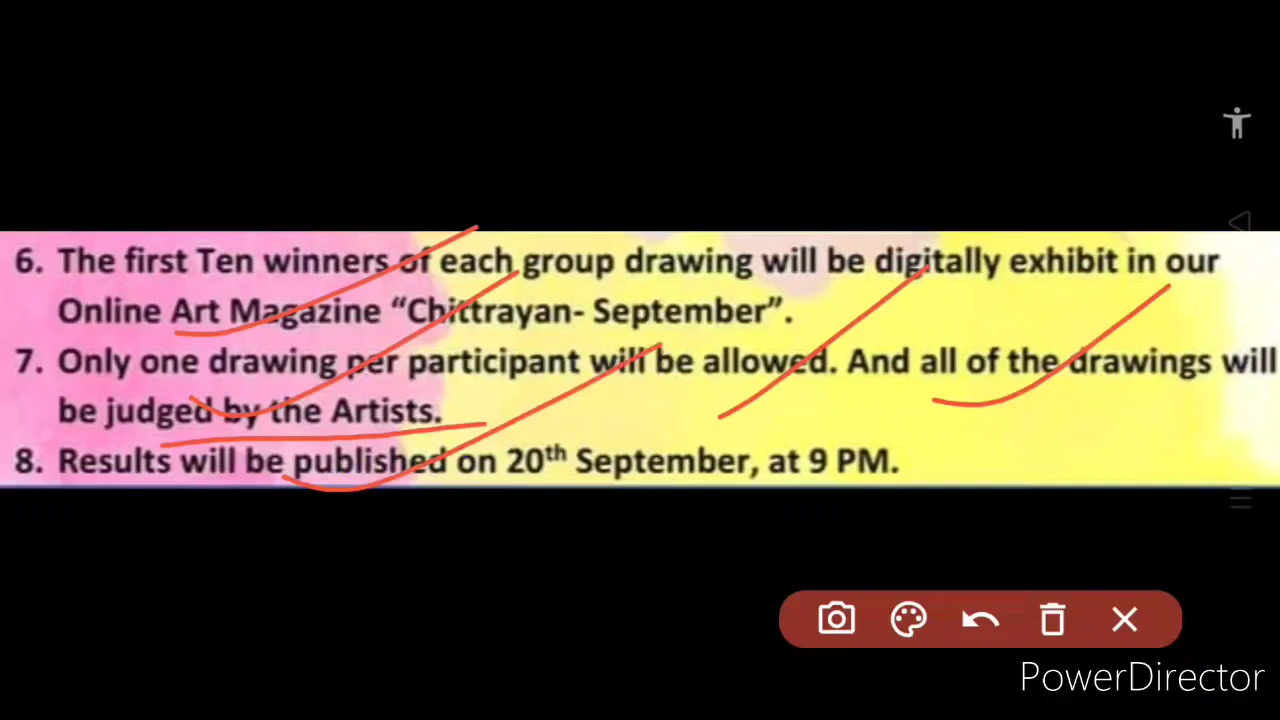 6. The first Ten winners of each group drawing will be digitally exhibit in our
Online Art Magazine “Chittrayan- September”.
7. Only one drawing per participant will be allowed. And all of the drawings will
be judged by the Artists.
8. Results will be published on 20th September, at 9 PM.
PowerDirector